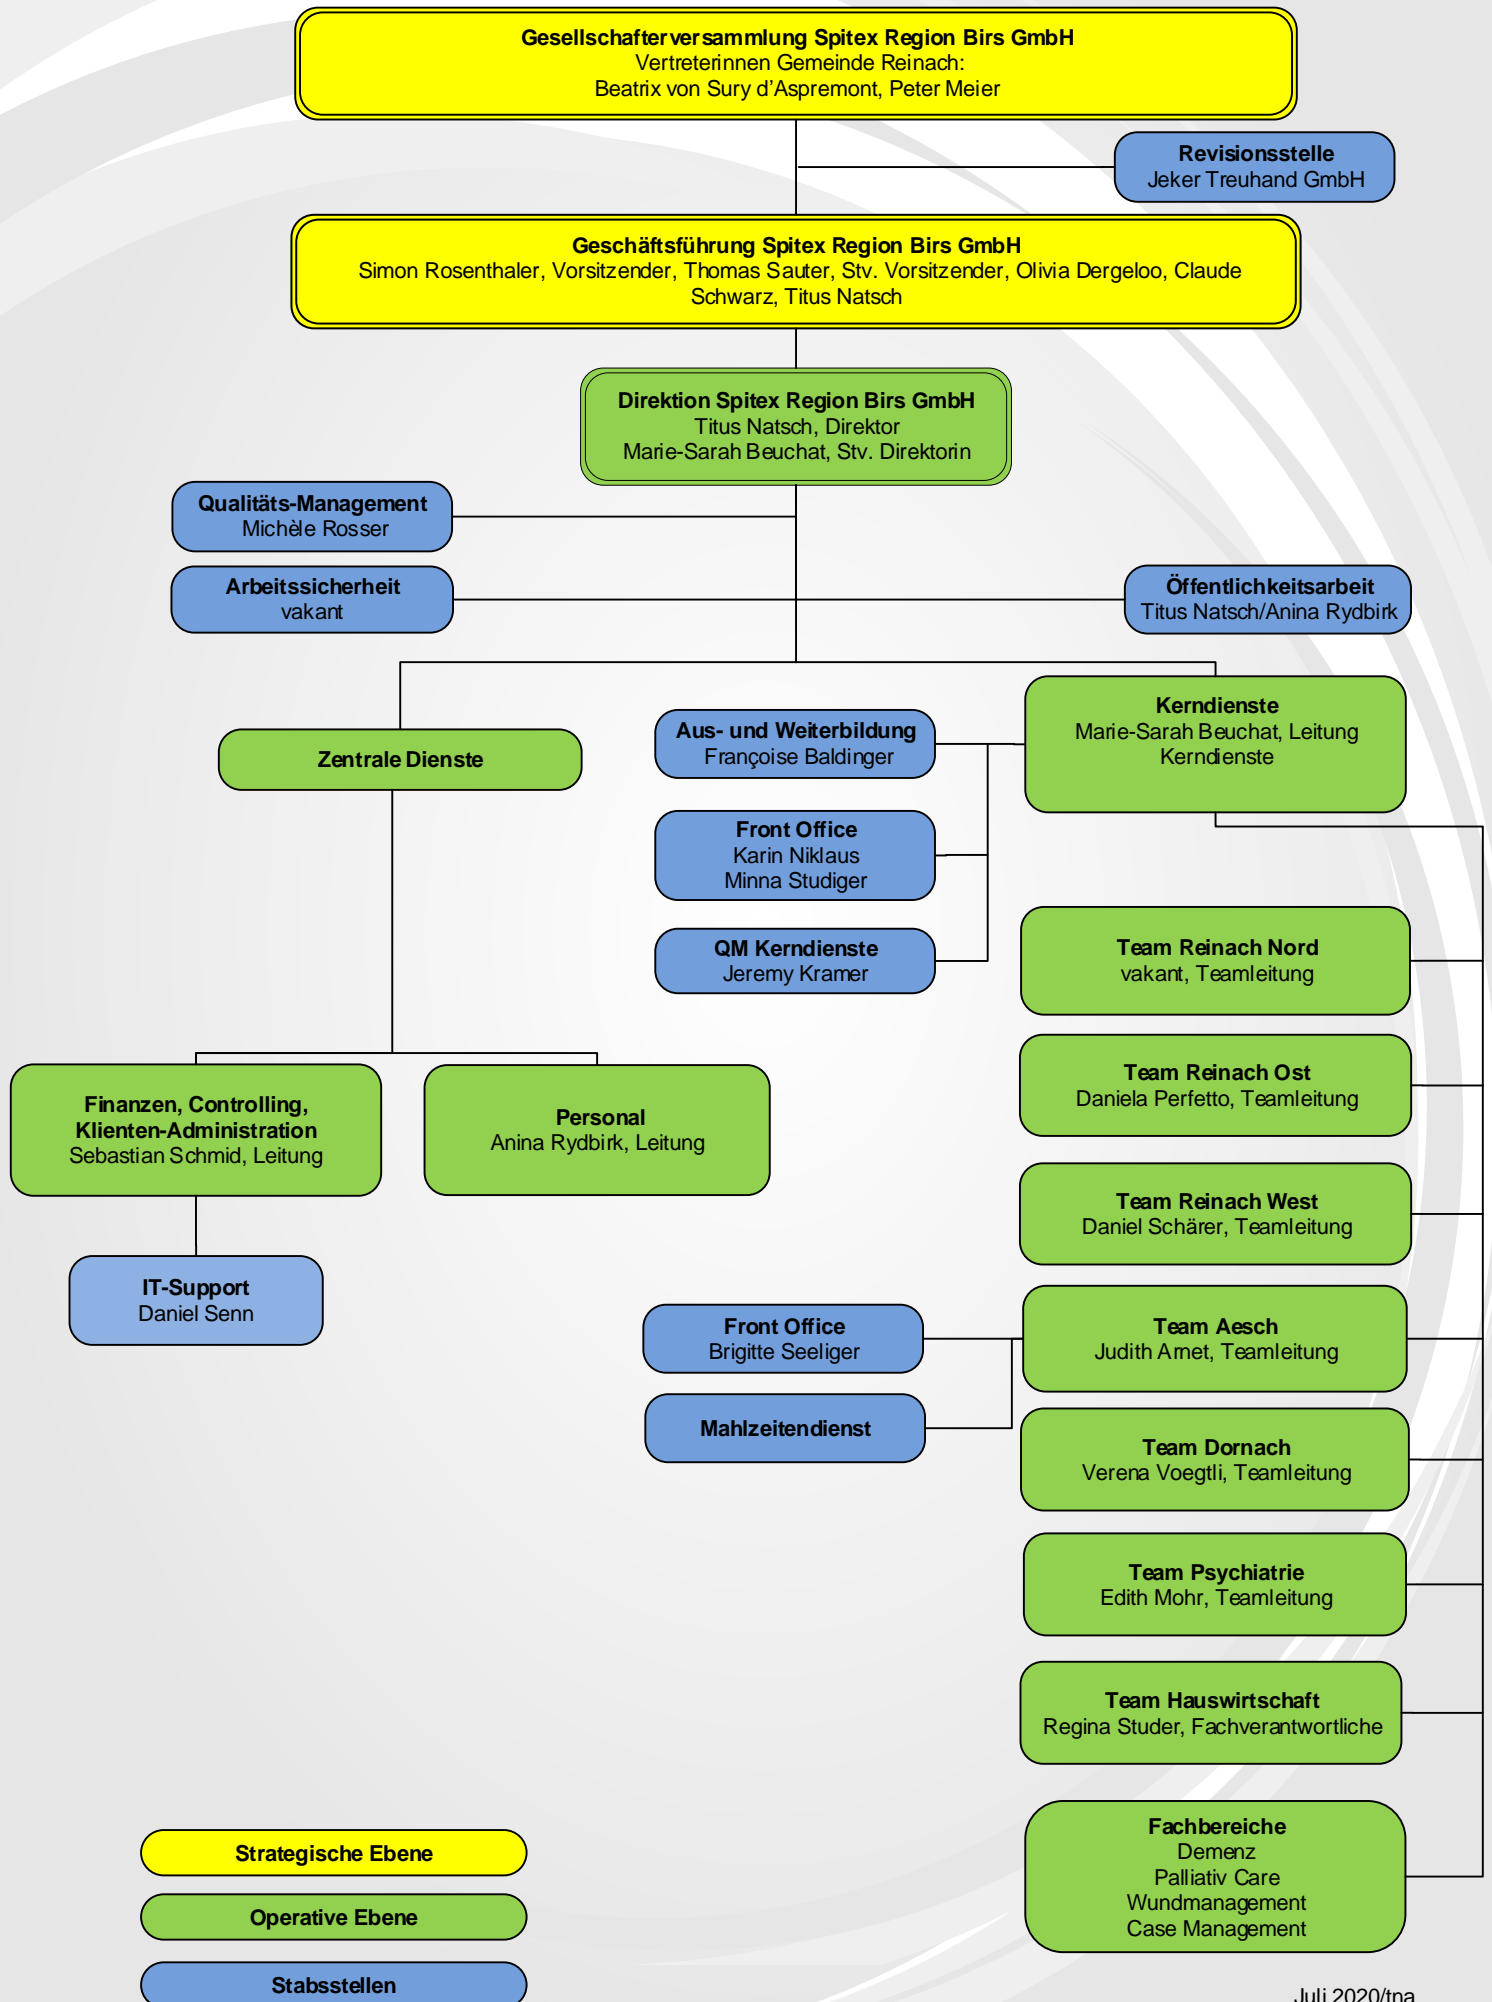 Gesellschafterversammlung Spitex Region Birs GmbH
Vertreterinnen Gemeinde Reinach:
Beatrix von Sury d'Aspremont, Peter Meier
Revisionsstelle
Jeker Treuhand GmbH
Geschäftsführung Spitex Region Birs GmbH
Simon Rosenthaler, Vorsitzender, Thomas Sauter, Stv. Vorsitzender, Olivia Dergeloo, Claude
Schwarz, Titus Natsch
Direktion Spitex Region Birs GmbH
Titus Natsch, Direktor
Marie-Sarah Beuchat, Stv. Direktorin
Qualitäts-Management
Michèle Rosser
Arbeitssicherheit
vakant
Öffentlichkeitsarbeit
Titus Natsch/Anina Rydbirk
Zentrale Dienste
Aus- und Weiterbildung
Françoise Baldinger
Kerndienste
Marie-Sarah Beuchat, Leitung
Kerndienste
Front Office
Karin Niklaus
Minna Studiger
QM Kerndienste
Jeremy Kramer
Team Reinach Nord
vakant, Teamleitung
Team Reinach Ost
Daniela Perfetto, Teamleitung
Finanzen, Controlling,
Klienten-Administration
Sebastian Schmid, Leitung
Personal
Anina Rydbirk, Leitung
Team Reinach West
Daniel Schärer, Teamleitung
IT-Support
Daniel Senn
Front Office
Brigitte Seeliger
Team Aesch
Judith Arnet, Teamleitung
Mahlzeitendienst
Team Dornach
Verena Voegtli, Teamleitung
Team Psychiatrie
Edith Mohr, Teamleitung
Team Hauswirtschaft
Regina Studer, Fachverantwortliche
Fachbereiche
Demenz
Palliativ Care
Wundmanagement
Case Management
Strategische Ebene
Operative Ebene
Stabsstellen
Juli 2020/tna